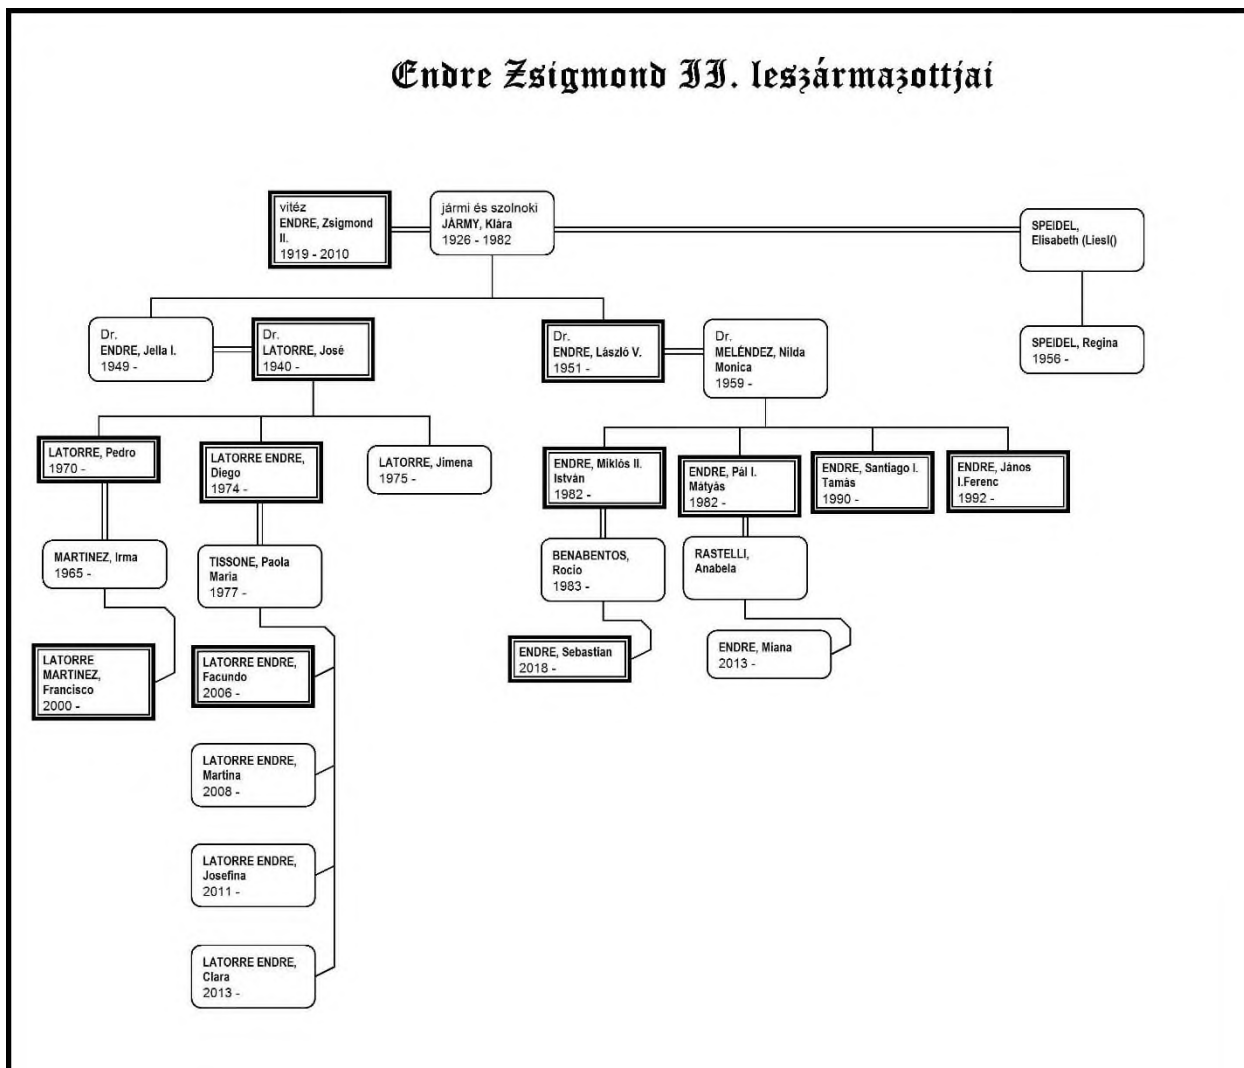 Endre Zsigmond II. leszármazottjai
vitéz
ENDRE, Zsigmond
II.
1919 - 2010
jármi és szolnoki
JÁRMY, Klára
1926 - 1982
SPEIDEL,
Elisabeth (Liesl()
Dr.
ENDRE, Jella I.
1949 -
Dr.
LATORRE, José
1940 -
Dr.
ENDRE, László V.
1951 -
Dr.
MELÉNDEZ, Nilda
Monica
1959 -
SPEIDEL, Regina
1956 -
LATORRE, Pedro
1970 -
LATORRE ENDRE,
Diego
1974 -
LATORRE, Jimena
1975 -
ENDRE, Miklós II.
István
1982 -
ENDRE, Pál I.
Mátyás
1982 -
ENDRE, Santiago I.
Tamás
1990 -
ENDRE, János
I.Ferenc
1992 -
MARTINEZ, Irma
1965 -
TISSONE, Paola
Maria
1977 -
BENABENTOS,
Rocio
1983 -
RASTELLI,
Anabela
LATORRE
MARTINEZ,
Francisco
2000 -
LATORRE ENDRE,
Facundo
2006 -
ENDRE, Sebastian
2018 -
ENDRE, Miana
2013 -
LATORRE ENDRE,
Martina
2008 -
LATORRE ENDRE,
Josefina
2011 -
LATORRE ENDRE,
Clara
2013 -